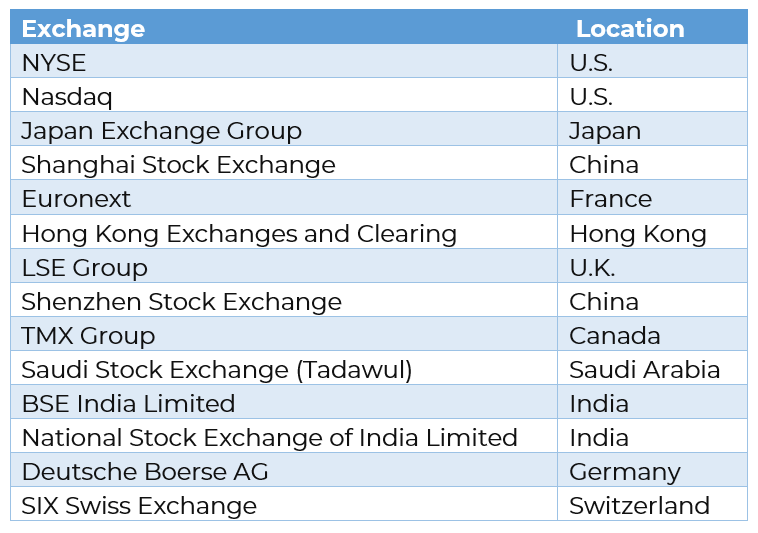 Exchange Location
NYSE U.S.
Nasdaq U.S.
Japan Exchange Group Japan
Shanghai Stock Exchange China
Euronext France
Hong Kong Exchanges and Clearing Hong Kong
LSE Group U.K.
Shenzhen Stock Exchange China
TMX Group Canada
Saudi Stock Exchange (Tadawul) Saudi Arabia
BSE India Limited India
National Stock Exchange of India Limited India
Deutsche Boerse AG Germany
SIX Swiss Exchange Switzerland